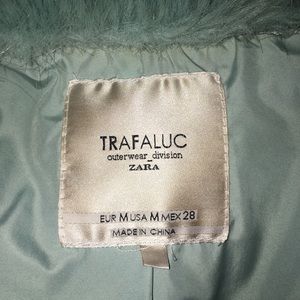 TRAFALUC
outerwear_division
ZARA
EUR M USA M MEX 28
MADE IN CHINA